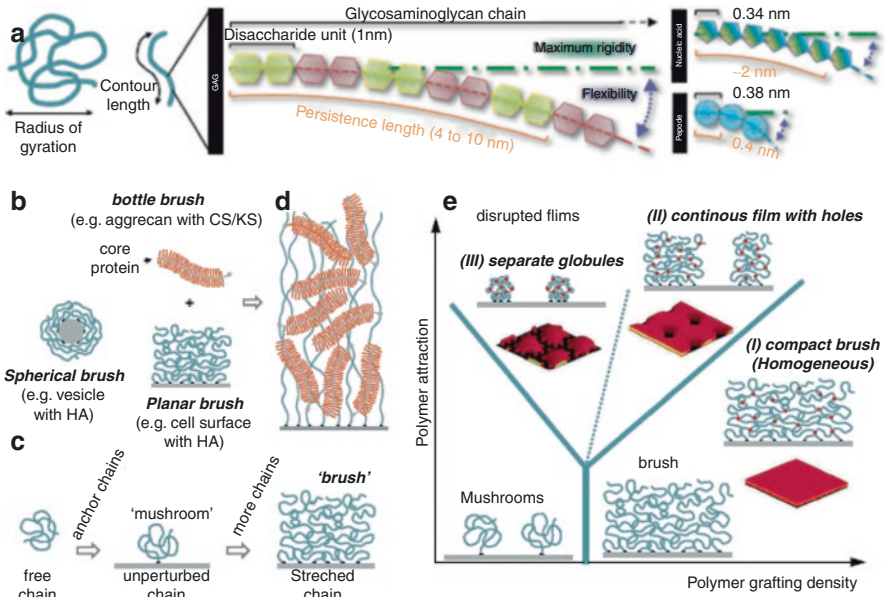 a
Radius of
gyration
Contour
length
GAG
Glycosaminoglycan chain
Disaccharide unit (1nm)
Maximum rigidity
Flexibility
Persistence length (4 to 10 nm)
Nucleic acid
0.34 nm
~2 nm
Pepode
0.38 nm
0.4 nm
b
bottle brush
(e.g. aggrecan with CS/KS)
core
protein
+
Spherical brush
(e.g. vesicle
with HA)
Planar brush
(e.g. cell surface
with HA)
c
free
chain
anchor chains
'mushroom'
unperturbed
chain
more chains
'brush'
Streched
chain
d
e
disrupted flims
(II) continous film with holes
(III) separate globules
(I) compact brush
(Homogeneous)
Mushrooms
brush
Polymer attraction
Polymer grafting density